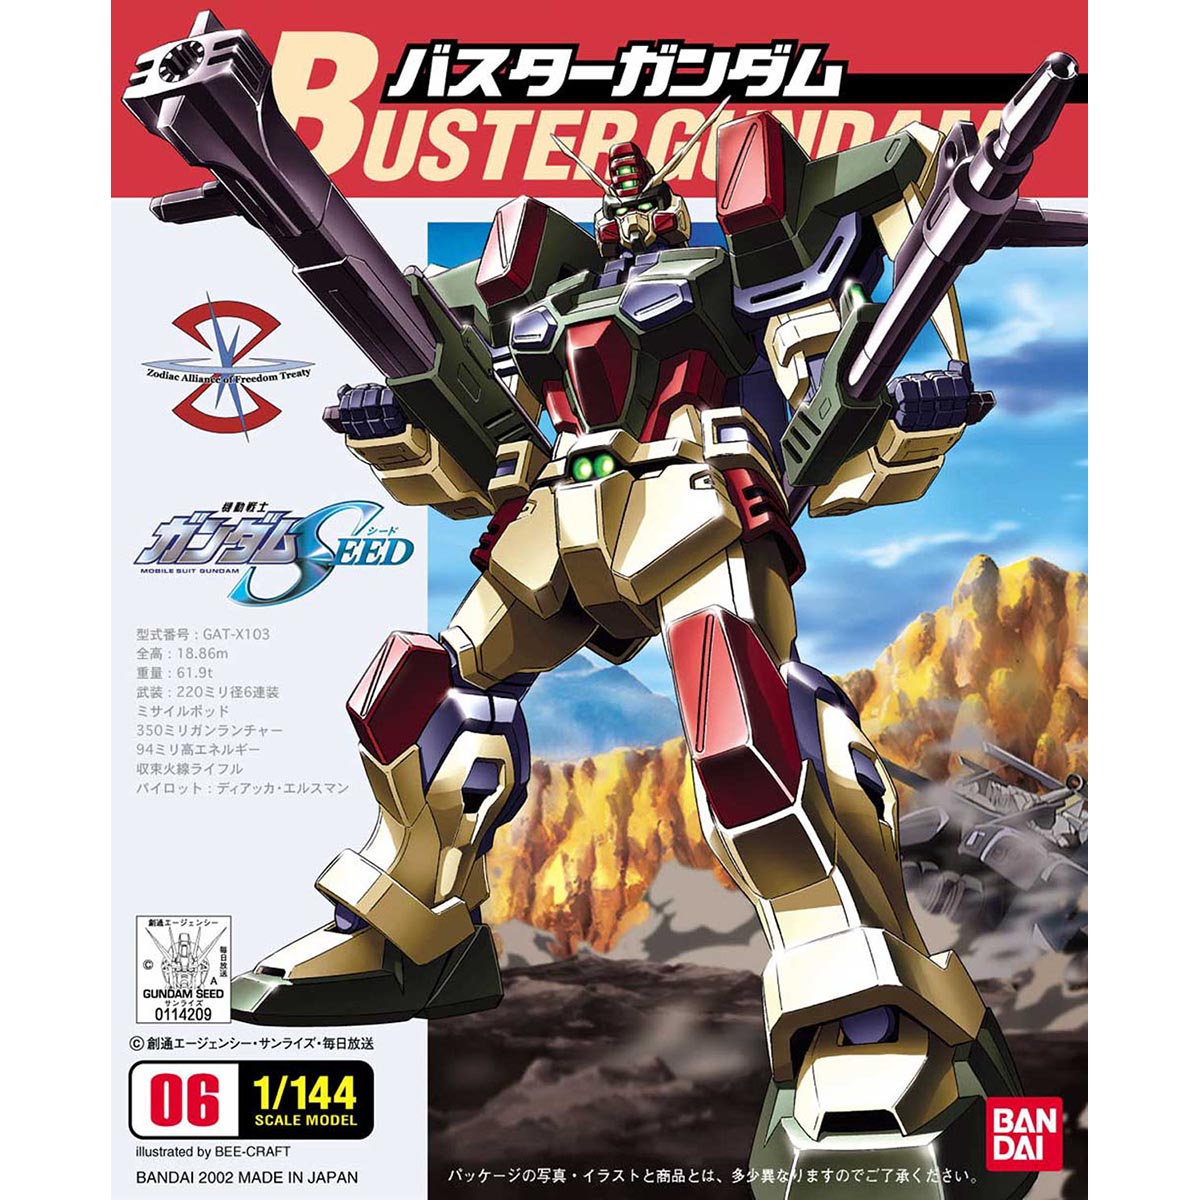 バスターガンダム
BUSTER GUNDAM
Zodiac Alliance of Freedom Treaty
機動戦士
ガンダムSEED
シード
MOBILE SUIT GUNDAM
型式番号：GAT-X103
全高：18.86m
重量：61.9t
武装：220ミリ径6連装
ミサイルポッド
350ミリガンランチャー
94ミリ高エネルギー
収束火線ライフル
パイロット：ディアッカ・エルスマン
創通エージェンシー
毎日放送
©
A
GUNDAM SEED
サンライズ
0114209
©創通エージェンシー・サンライズ・毎日放送
06 1/144
SCALE MODEL
illustrated by BEE-CRAFT
BANDAI 2002 MADE IN JAPAN
パッケージの写真・イラストと商品とは、多少異なりますのでご了承ください。
BAN
DAI